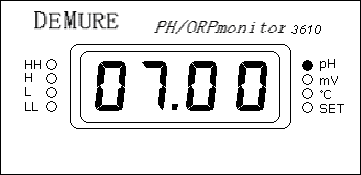 DEMURE PH/ORPmonitor 3610
HH
H
L
LL
07.00
pH
mV
℃
SET